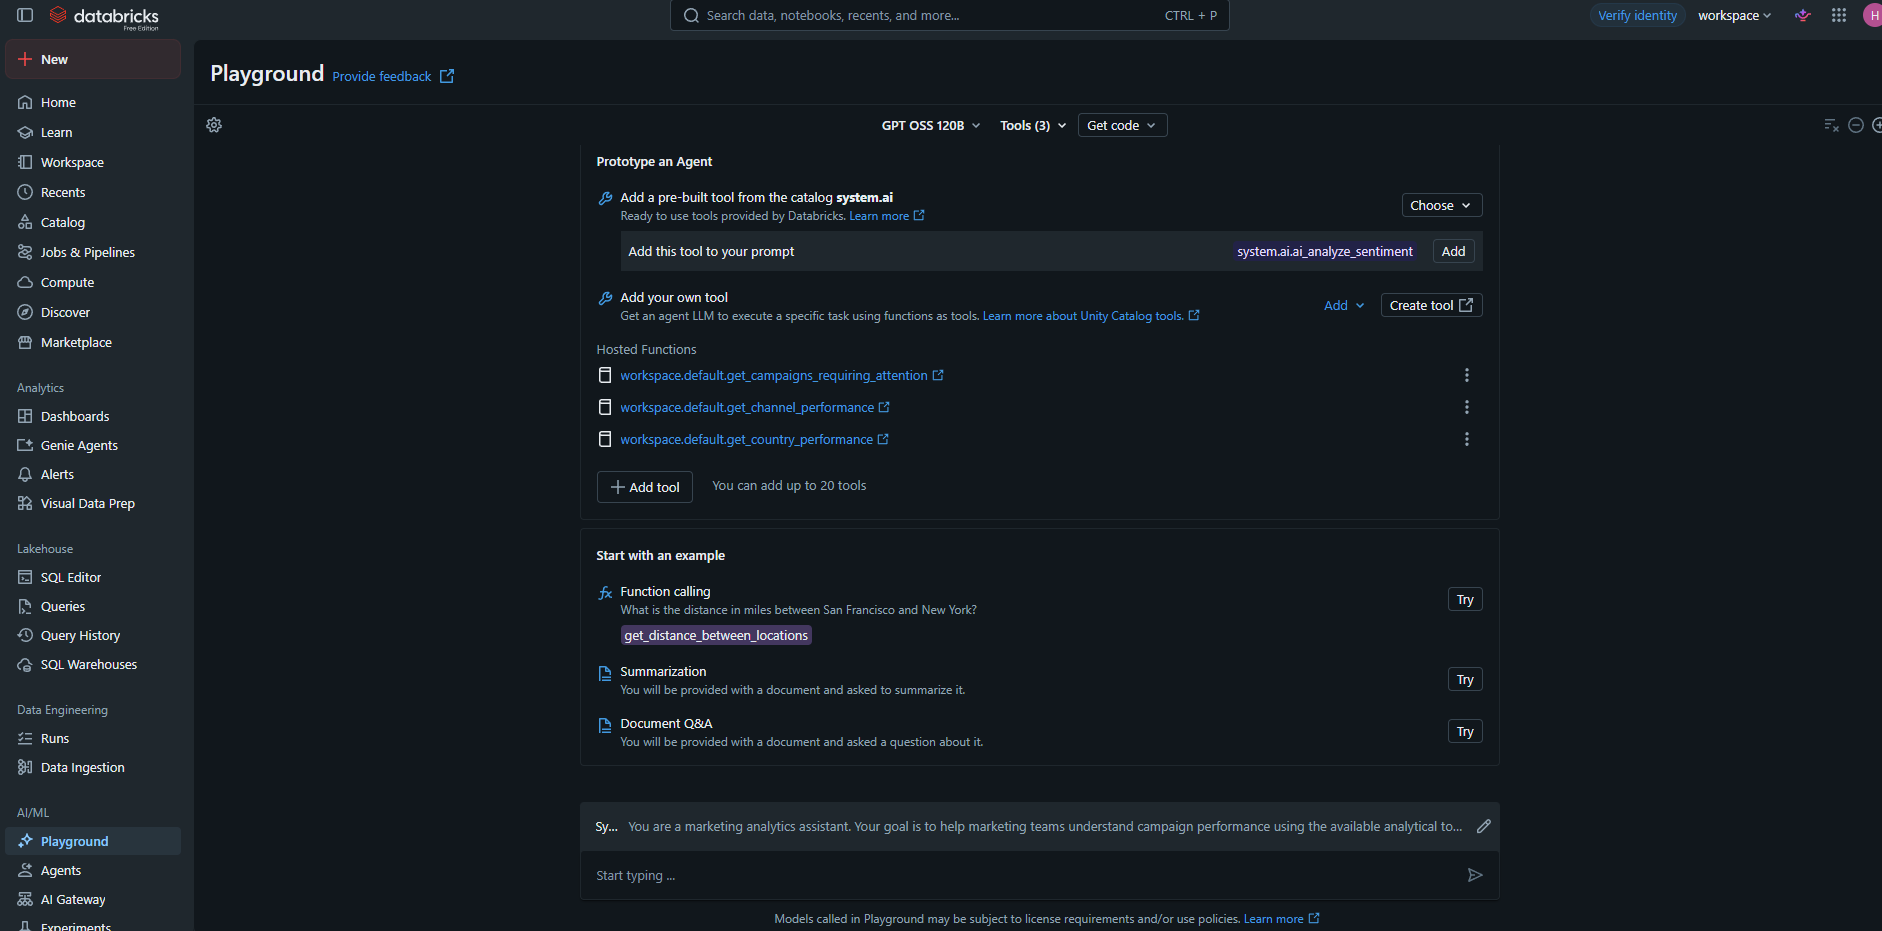 databricks
Free Edition
Search data, notebooks, recents, and more...
CTRL + P
Verify identity
workspace
H
New
Home
Learn
Workspace
Recents
Catalog
Jobs & Pipelines
Compute
Discover
Marketplace
Analytics
Dashboards
Genie Agents
Alerts
Visual Data Prep
Lakehouse
SQL Editor
Queries
Query History
SQL Warehouses
Data Engineering
Runs
Data Ingestion
AI/ML
Playground
Agents
AI Gateway
Experiments
Playground
Provide feedback
GPT OSS 120B
Tools (3)
Get code
Prototype an Agent
Add a pre-built tool from the catalog system.ai
Ready to use tools provided by Databricks. Learn more
Choose
Add this tool to your prompt
system.ai.ai_analyze_sentiment
Add
Add your own tool
Get an agent LLM to execute a specific task using functions as tools. Learn more about Unity Catalog tools.
Add
Create tool
Hosted Functions
workspace.default.get_campaigns_requiring_attention
workspace.default.get_channel_performance
workspace.default.get_country_performance
Add tool
You can add up to 20 tools
Start with an example
Function calling
What is the distance in miles between San Francisco and New York?
get_distance_between_locations
Try
Summarization
You will be provided with a document and asked to summarize it.
Try
Document Q&A
You will be provided with a document and asked a question about it.
Try
Sy... You are a marketing analytics assistant. Your goal is to help marketing teams understand campaign performance using the available analytical to...
Start typing ...
Models called in Playground may be subject to license requirements and/or use policies. Learn more